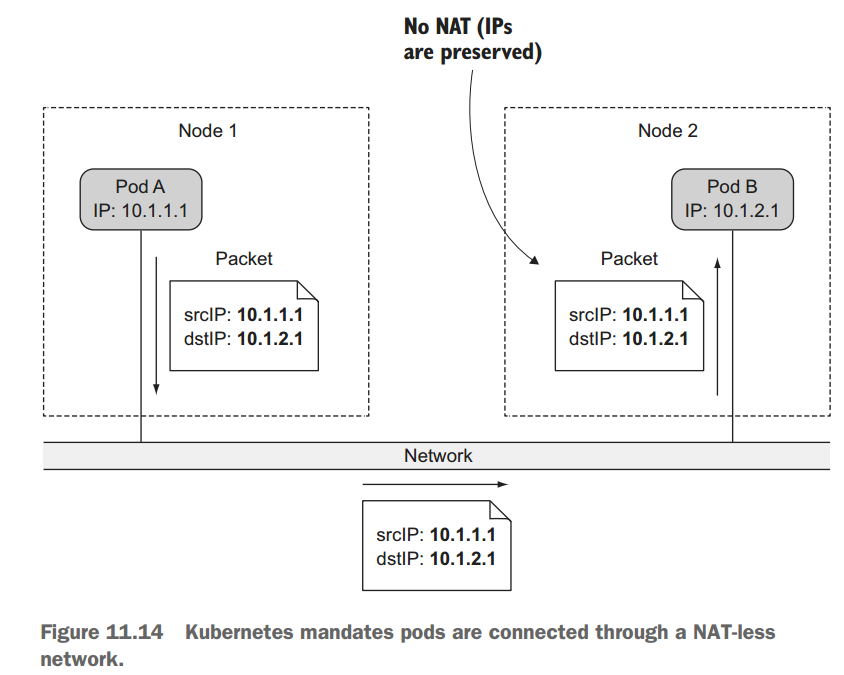 No NAT (IPs
are preserved)
Node 1
Node 2
Pod A
IP: 10.1.1.1
Pod B
IP: 10.1.2.1
Packet
srcIP: 10.1.1.1
dstIP: 10.1.2.1
Packet
srcIP: 10.1.1.1
dstIP: 10.1.2.1
Network
srcIP: 10.1.1.1
dstIP: 10.1.2.1
Figure 11.14 Kubernetes mandates pods are connected through a NAT-less
network.